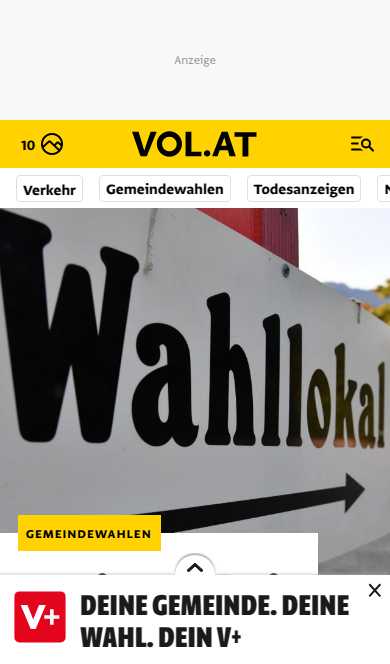 Anzeige
10
VOL.AT
Verkehr
Gemeindewahlen
Todesanzeigen
Wahllokal
GEMEINDEWAHLEN
V+
DEINE GEMEINDE. DEINE
WAHL. DEIN V+